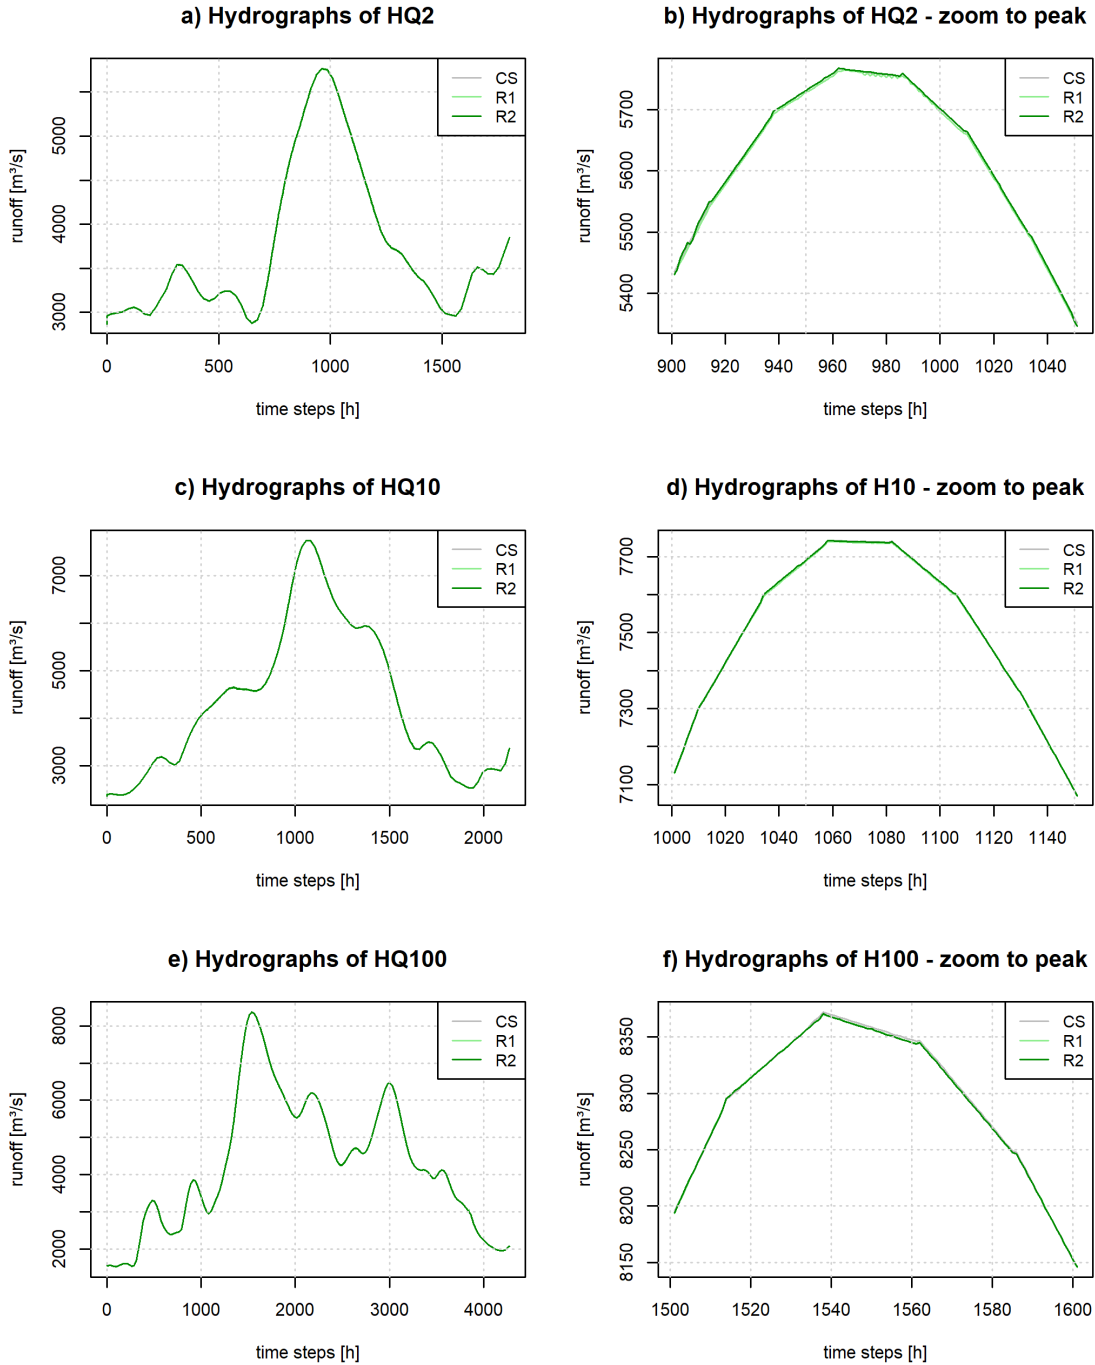 a) Hydrographs of HQ2
runoff [m³/s]
3000
4000
5000
CS
R1
R2
0
500
1000
1500
time steps [h]
b) Hydrographs of HQ2 - zoom to peak
runoff [m³/s]
5400
5500
5600
5700
CS
R1
R2
900
920
940
960
980
1000
1020
1040
time steps [h]
c) Hydrographs of HQ10
runoff [m³/s]
3000
5000
7000
CS
R1
R2
0
500
1000
1500
2000
time steps [h]
d) Hydrographs of H10 - zoom to peak
runoff [m³/s]
7100
7300
7500
7700
CS
R1
R2
1000
1020
1040
1060
1080
1100
1120
1140
time steps [h]
e) Hydrographs of HQ100
runoff [m³/s]
2000
4000
6000
8000
CS
R1
R2
0
1000
2000
3000
4000
time steps [h]
f) Hydrographs of H100 - zoom to peak
runoff [m³/s]
8150
8200
8250
8300
8350
CS
R1
R2
1500
1520
1540
1560
1580
1600
time steps [h]